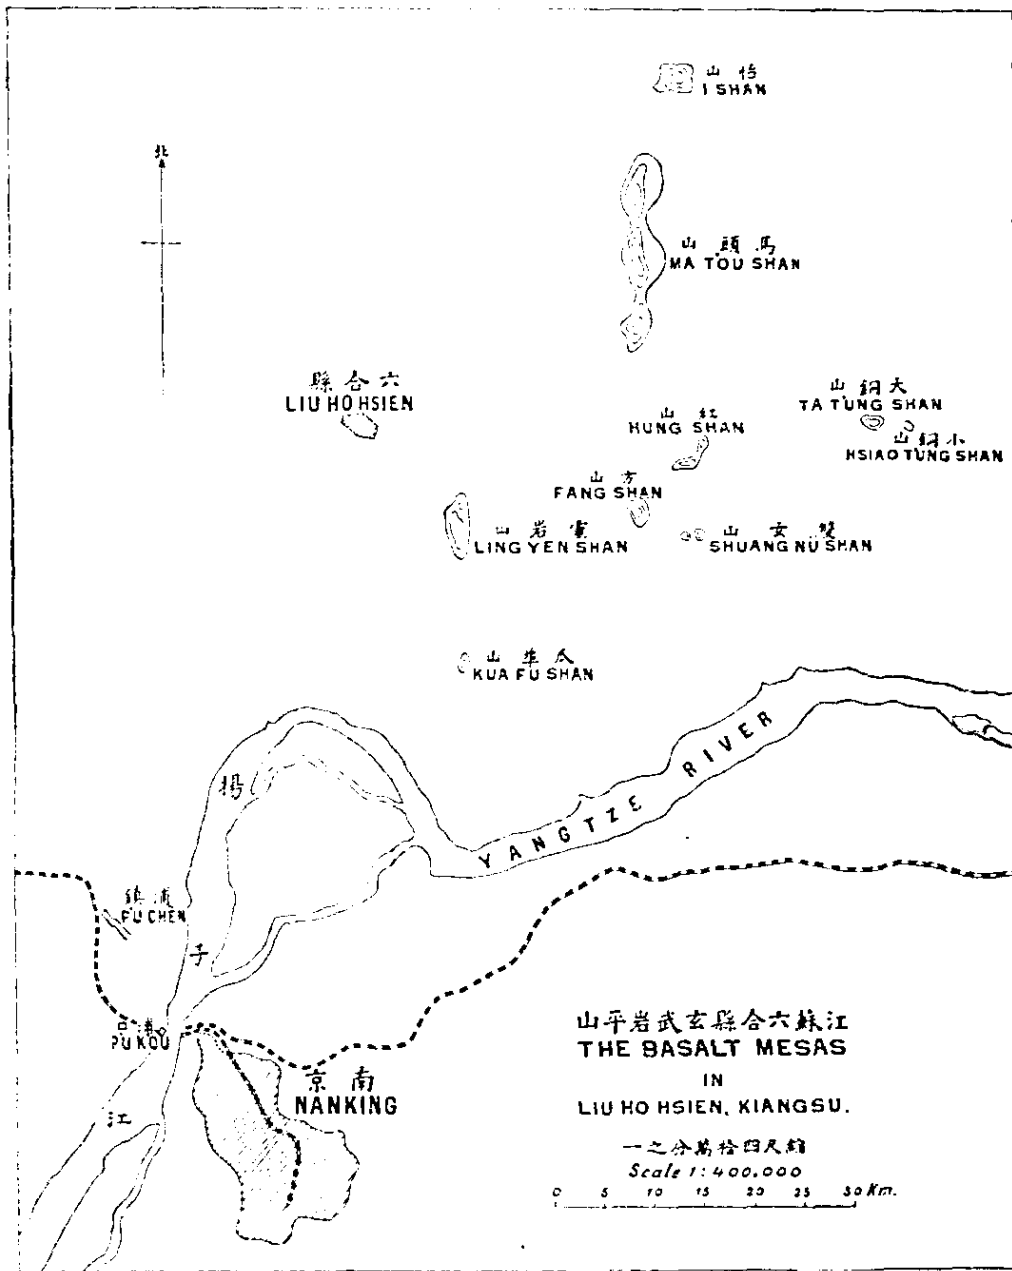 怡山
I SHAN
北
馬頭山
MA TOU SHAN
六合縣
LIU HO HSIEN
大銅山
TA TUNG SHAN
紅山
HUNG SHAN
小銅山
HSIAO TUNG SHAN
方山
FANG SHAN
靈岩山
LING YEN SHAN
雙女山
SHUANG NÜ SHAN
瓜埠山
KUA FU SHAN
YANGTZE RIVER
揚
子
江
浦鎮
PU CHEN
浦口
PU KOU
南京
NANKING
江蘇六合縣玄武岩平山
THE BASALT MESAS
IN
LIU HO HSIEN, KIANGSU.
縮尺四拾萬分之一
Scale 1:400,000
0 5 10 15 20 25 30 Km.